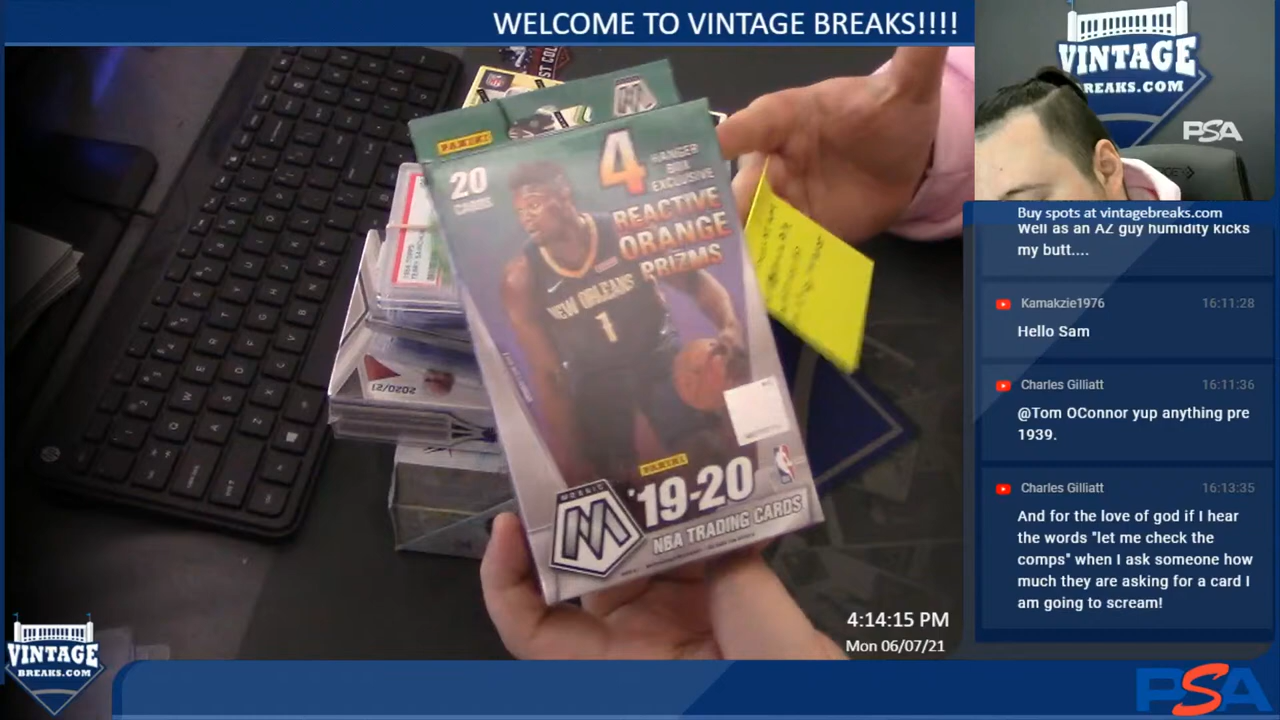 WELCOME TO VINTAGE BREAKS!!!!
VINTAGE
BREAKS.COM
PSA
PANINI
20
CARDS
4
HANGER
BOX
EXCLUSIVE
REACTIVE
ORANGE
PRIZMS
NEW ORLEANS
1
PANINI
'19-20
MOSAIC
NBA TRADING CARDS
Buy spots at vintagebreaks.com
Well as an AZ guy humidity kicks
my butt....
Kamakzie1976 16:11:28
Hello Sam
Charles Gilliatt 16:11:36
@Tom OConnor yup anything pre
1939.
Charles Gilliatt 16:13:35
And for the love of god if I hear
the words "let me check the
comps" when I ask someone how
much they are asking for a card I
am going to scream!
4:14:15 PM
Mon 06/07/21
VINTAGE
BREAKS.COM
PSA